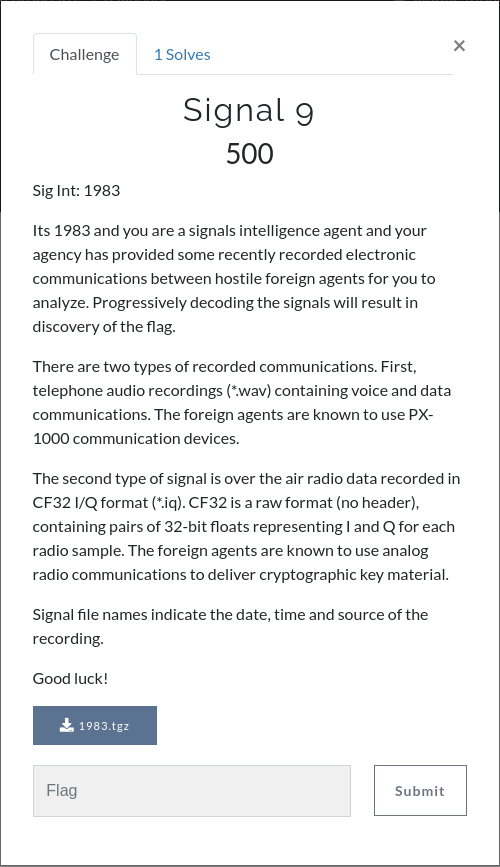 Challenge
1 Solves
×
Signal 9
500
Sig Int: 1983
Its 1983 and you are a signals intelligence agent and your
agency has provided some recently recorded electronic
communications between hostile foreign agents for you to
analyze. Progressively decoding the signals will result in
discovery of the flag.
There are two types of recorded communications. First,
telephone audio recordings (*.wav) containing voice and data
communications. The foreign agents are known to use PX-
1000 communication devices.
The second type of signal is over the air radio data recorded in
CF32 I/Q format (*.iq). CF32 is a raw format (no header),
containing pairs of 32-bit floats representing I and Q for each
radio sample. The foreign agents are known to use analog
radio communications to deliver cryptographic key material.
Signal file names indicate the date, time and source of the
recording.
Good luck!
1983.tgz
Flag
Submit